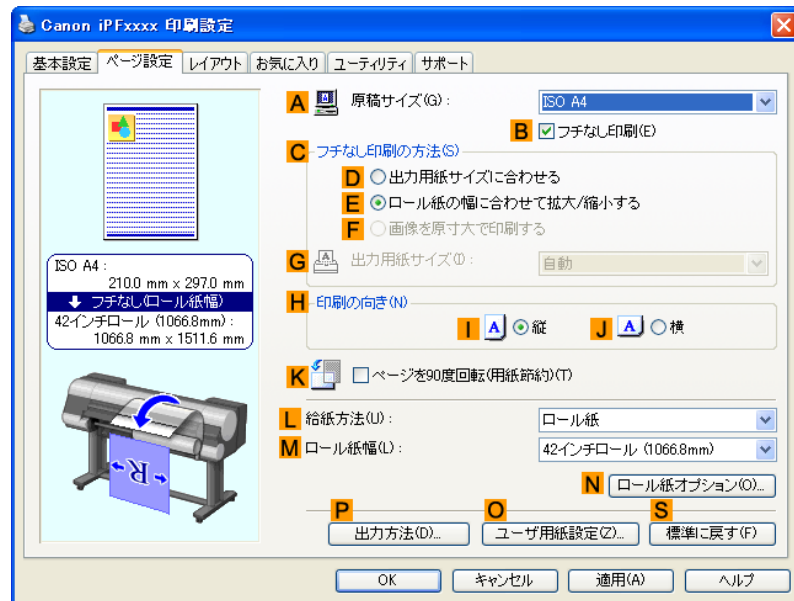 Canon iPFxxxx 印刷設定
基本設定 ページ設定 レイアウト お気に入り ユーティリティ サポート
A 原稿サイズ(G): ISO A4
B フチなし印刷(E)
C フチなし印刷の方法(S)
D 出力用紙サイズに合わせる
E ロール紙の幅に合わせて拡大/縮小する
F 画像を原寸大で印刷する
G 出力用紙サイズ(I): 自動
ISO A4:
210.0 mm x 297.0 mm
フチなし(ロール紙幅)
42インチロール (1066.8mm):
1066.8 mm x 1511.6 mm
H 印刷の向き(N)
I A 縦 J A 横
K ページを90度回転(用紙節約)(T)
R
L 給紙方法(U): ロール紙
M ロール紙幅(L): 42インチロール (1066.8mm)
N ロール紙オプション(O)...
P 出力方法(D)... O ユーザ用紙設定(Z)... S 標準に戻す(F)
OK キャンセル 適用(A) ヘルプ